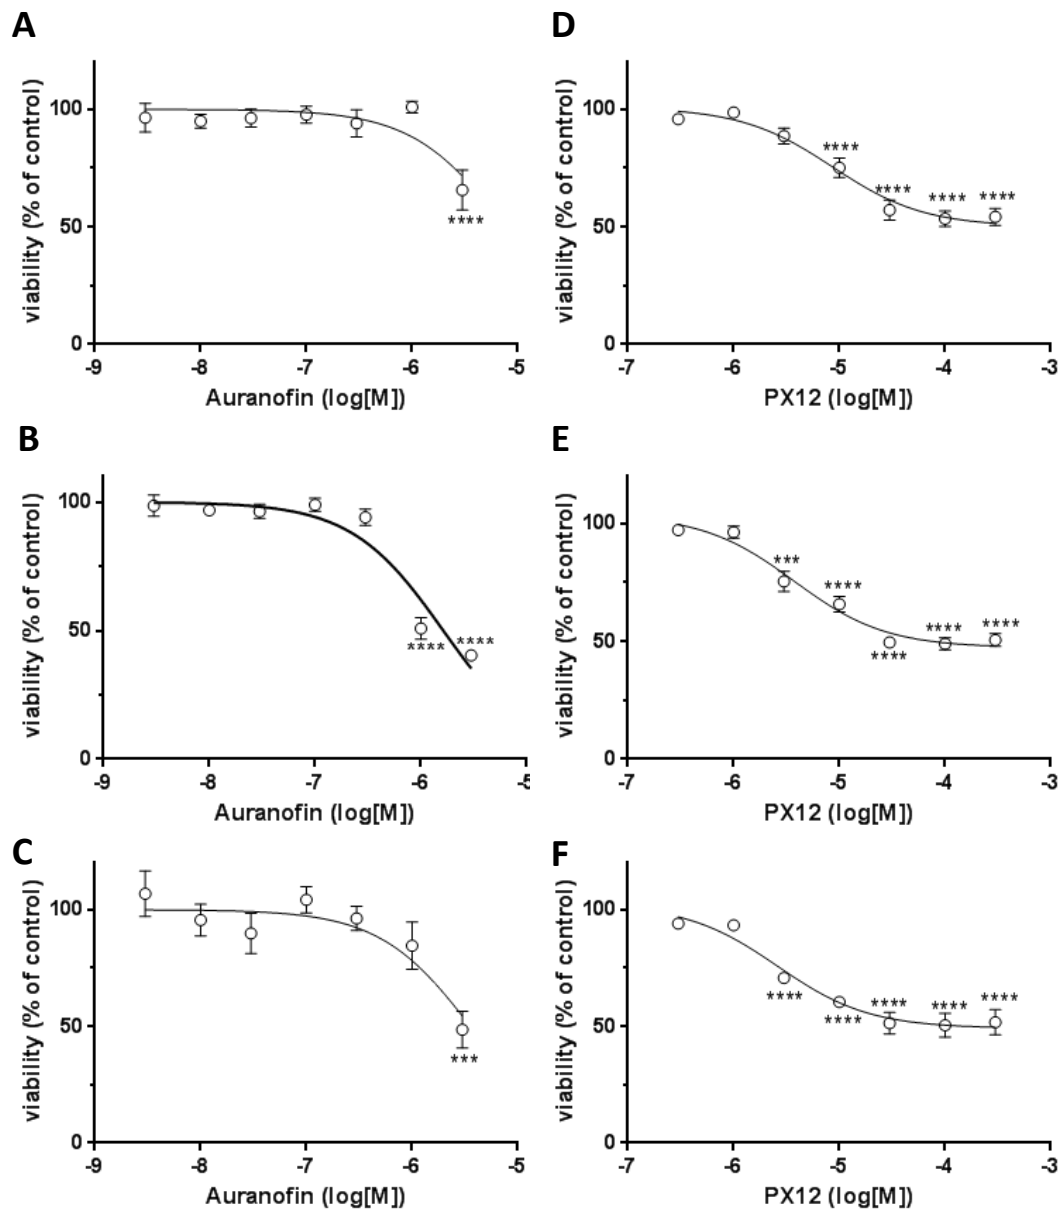 A
viability (% of control)
100
50
0
-9 -8 -7 -6 -5
Auranofin (log[M])
****
D
viability (% of control)
100
50
0
-7 -6 -5 -4 -3
PX12 (log[M])
**** **** **** ****
B
viability (% of control)
100
50
0
-9 -8 -7 -6 -5
Auranofin (log[M])
**** ****
E
viability (% of control)
100
50
0
-7 -6 -5 -4 -3
PX12 (log[M])
*** **** **** **** ****
C
viability (% of control)
100
50
0
-9 -8 -7 -6 -5
Auranofin (log[M])
***
F
viability (% of control)
100
50
0
-7 -6 -5 -4 -3
PX12 (log[M])
**** **** **** **** ****